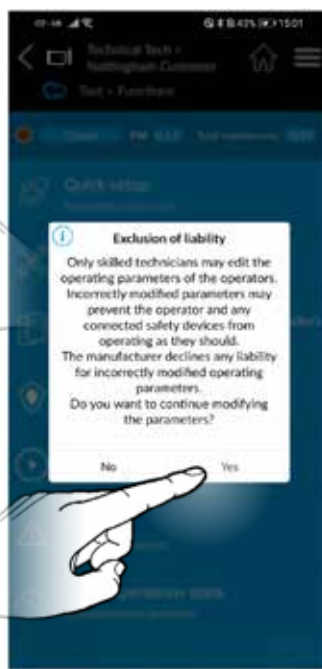 15:01
Technical Tech >
Nottingham Customer
Test > Functions
Quick setup
Exclusion of liability
Only skilled technicians may edit the
operating parameters of the operators.
Incorrectly modified parameters may
prevent the operator and any
connected safety devices from
operating as they should.
The manufacturer declines any liability
for incorrectly modified operating
parameters.
Do you want to continue modifying
the parameters?
No
Yes